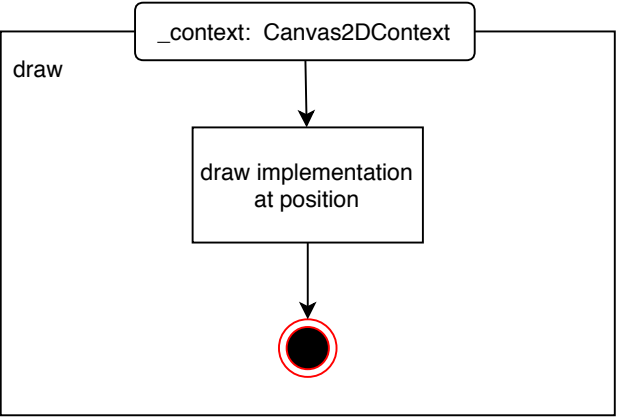 _context: Canvas2DContext
draw
draw implementation
at position